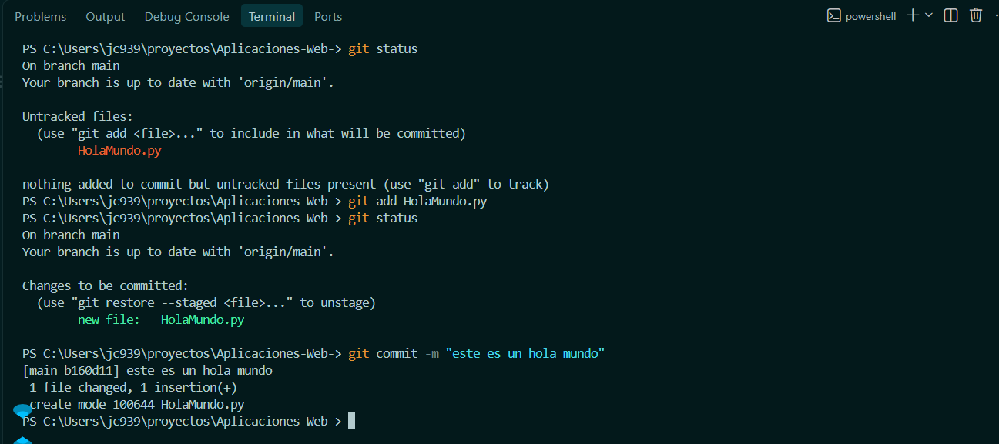 Problems Output Debug Console Terminal Ports powershell
PS C:\Users\jc939\proyectos\Aplicaciones-Web-> git status
On branch main
Your branch is up to date with 'origin/main'.
Untracked files:
(use "git add <file>..." to include in what will be committed)
HolaMundo.py
nothing added to commit but untracked files present (use "git add" to track)
PS C:\Users\jc939\proyectos\Aplicaciones-Web-> git add HolaMundo.py
PS C:\Users\jc939\proyectos\Aplicaciones-Web-> git status
On branch main
Your branch is up to date with 'origin/main'.
Changes to be committed:
(use "git restore --staged <file>..." to unstage)
new file:   HolaMundo.py
PS C:\Users\jc939\proyectos\Aplicaciones-Web-> git commit -m "este es un hola mundo"
[main b160d11] este es un hola mundo
1 file changed, 1 insertion(+)
create mode 100644 HolaMundo.py
PS C:\Users\jc939\proyectos\Aplicaciones-Web->